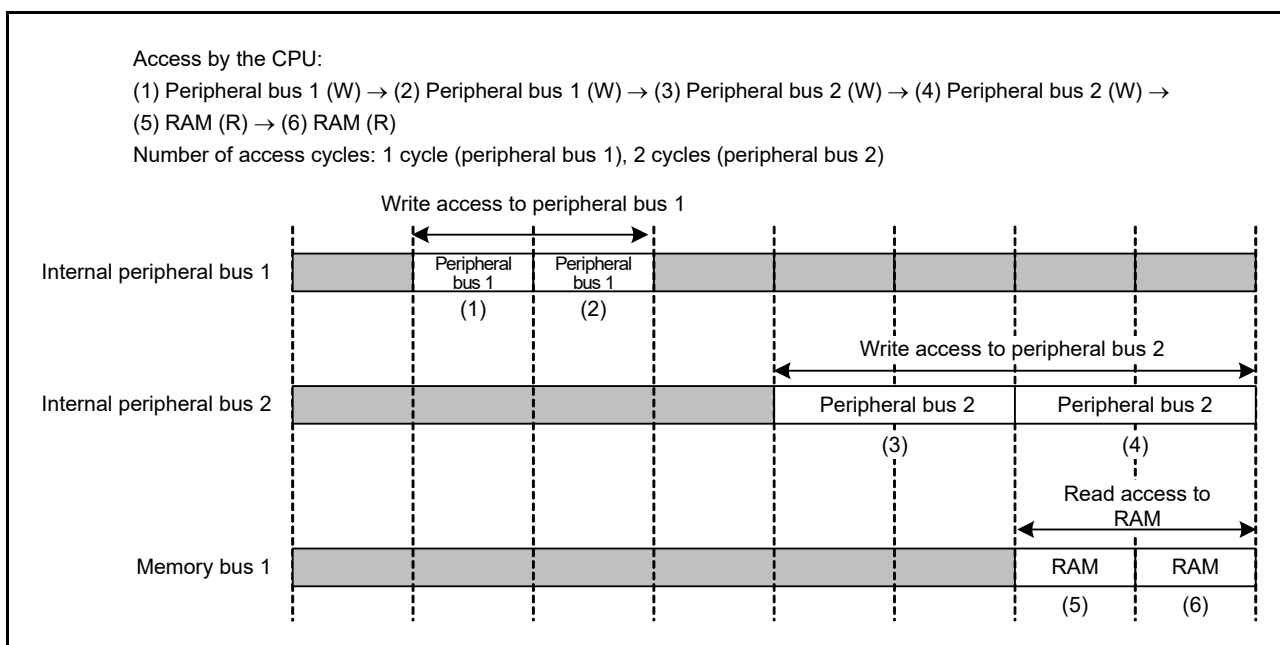 Access by the CPU:
(1) Peripheral bus 1 (W) → (2) Peripheral bus 1 (W) → (3) Peripheral bus 2 (W) → (4) Peripheral bus 2 (W) →
(5) RAM (R) → (6) RAM (R)
Number of access cycles: 1 cycle (peripheral bus 1), 2 cycles (peripheral bus 2)
Write access to peripheral bus 1
Internal peripheral bus 1
Peripheral
bus 1
Peripheral
bus 1
(1)
(2)
Write access to peripheral bus 2
Internal peripheral bus 2
Peripheral bus 2
Peripheral bus 2
(3)
(4)
Read access to
RAM
Memory bus 1
RAM
RAM
(5)
(6)